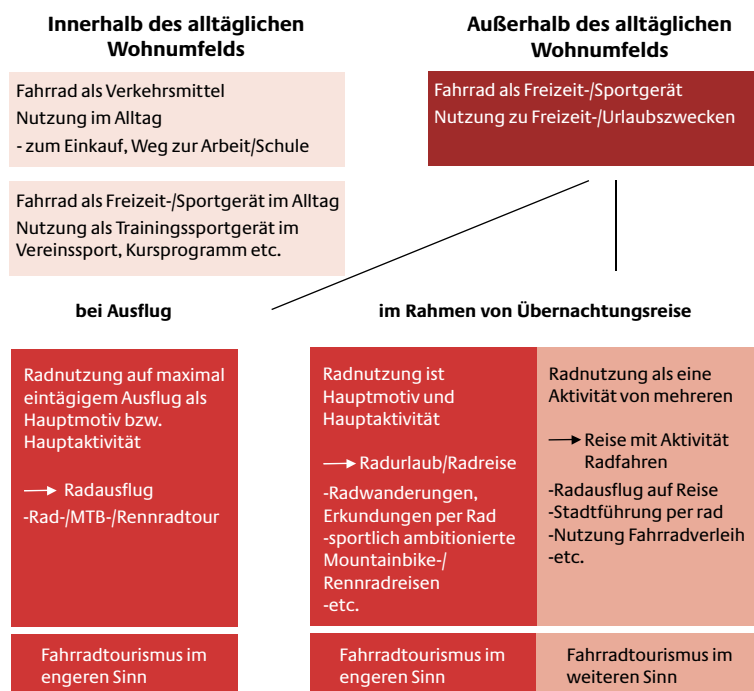 Innerhalb des alltäglichen
Wohnumfelds
Außerhalb des alltäglichen
Wohnumfelds
Fahrrad als Verkehrsmittel
Nutzung im Alltag
- zum Einkauf, Weg zur Arbeit/Schule
Fahrrad als Freizeit-/Sportgerät
Nutzung zu Freizeit-/Urlaubszwecken
Fahrrad als Freizeit-/Sportgerät im Alltag
Nutzung als Trainingssportgerät im
Vereinssport, Kursprogramm etc.
bei Ausflug
im Rahmen von Übernachtungsreise
Radnutzung auf maximal
eintägigem Ausflug als
Hauptmotiv bzw.
Hauptaktivität
→ Radausflug
-Rad-/MTB-/Rennradtour
Radnutzung ist
Hauptmotiv und
Hauptaktivität
→ Radurlaub/Radreise
-Radwanderungen,
Erkundungen per Rad
-sportlich ambitionierte
Mountainbike-/
Rennradreisen
-etc.
Radnutzung als eine
Aktivität von mehreren
→ Reise mit Aktivität
Radfahren
-Radausflug auf Reise
-Stadtführung per rad
-Nutzung Fahrradverleih
-etc.
Fahrradtourismus im
engeren Sinn
Fahrradtourismus im
engeren Sinn
Fahrradtourismus im
weiteren Sinn